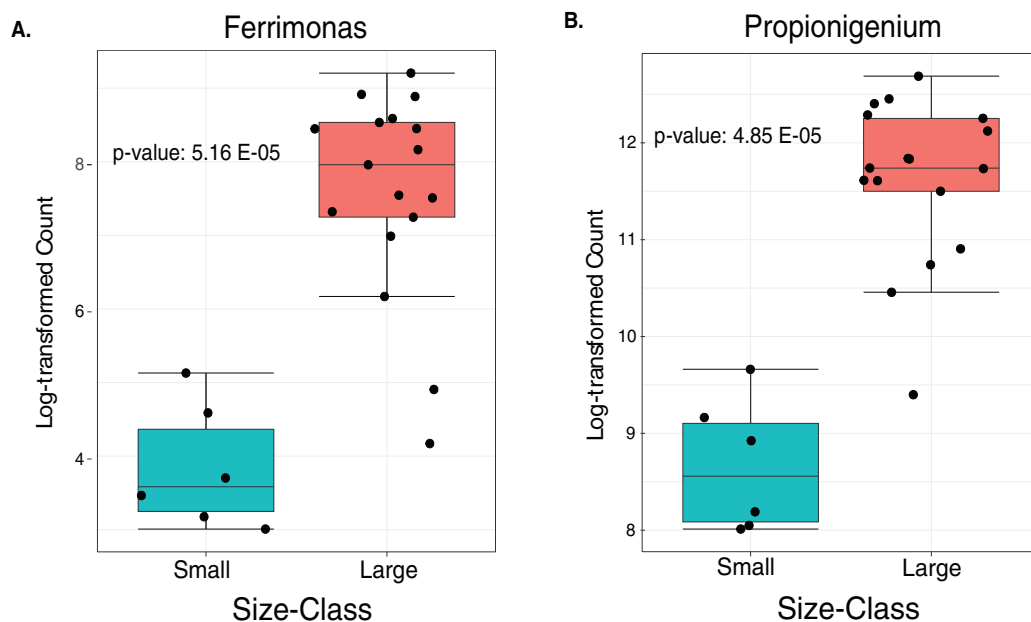 A.
Ferrimonas
p-value: 5.16 E-05
Log-transformed Count
8
6
4
Small
Large
Size-Class
B.
Propionigenium
p-value: 4.85 E-05
Log-transformed Count
12
11
10
9
8
Small
Large
Size-Class